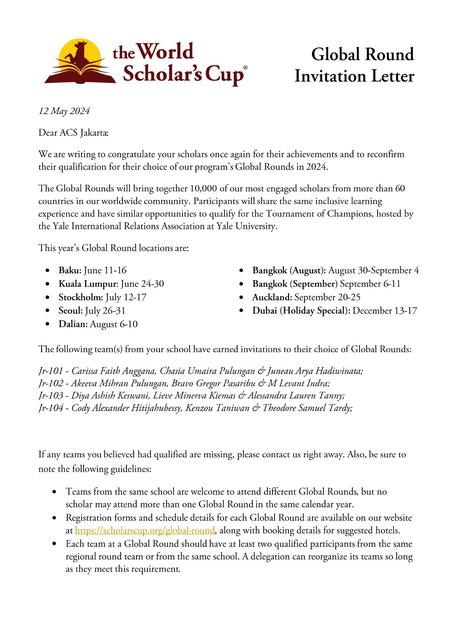 the World
Scholar's Cup®
Global Round
Invitation Letter
12 May 2024
Dear ACS Jakarta:
We are writing to congratulate your scholars once again for their achievements and to reconfirm
their qualification for their choice of our program's Global Rounds in 2024.
The Global Rounds will bring together 10,000 of our most engaged scholars from more than 60
countries in our worldwide community. Participants will share the same inclusive learning
experience and have similar opportunities to qualify for the Tournament of Champions, hosted by
the Yale International Relations Association at Yale University.
This year's Global Round locations are:
• Baku: June 11-16
• Kuala Lumpur: June 24-30
• Stockholm: July 12-17
• Seoul: July 26-31
• Dalian: August 6-10
• Bangkok (August): August 30-September 4
• Bangkok (September) September 6-11
• Auckland: September 20-25
• Dubai (Holiday Special): December 13-17
The following team(s) from your school have earned invitations to their choice of Global Rounds:
Jr-101 - Carissa Faith Anggana, Chasia Umaira Pulungan & Juneau Arya Hadiwinata;
Jr-102 - Akeeva Mihran Pulungan, Bravo Gregor Pasaribu & M Levant Indra;
Jr-103 - Diya Ashish Keswani, Lieve Minerva Kiemas & Alessandra Lauren Tanny;
Jr-104 - Cody Alexander Hitijahubessy, Kenzou Taniwan & Theodore Samuel Tardy;
If any teams you believed had qualified are missing, please contact us right away. Also, be sure to
note the following guidelines:
• Teams from the same school are welcome to attend different Global Rounds, but no
scholar may attend more than one Global Round in the same calendar year.
• Registration forms and schedule details for each Global Round are available on our website
at https://scholarscup.org/global-round, along with booking details for suggested hotels.
• Each team at a Global Round should have at least two qualified participants from the same
regional round team or from the same school. A delegation can reorganize its teams so long
as they meet this requirement.